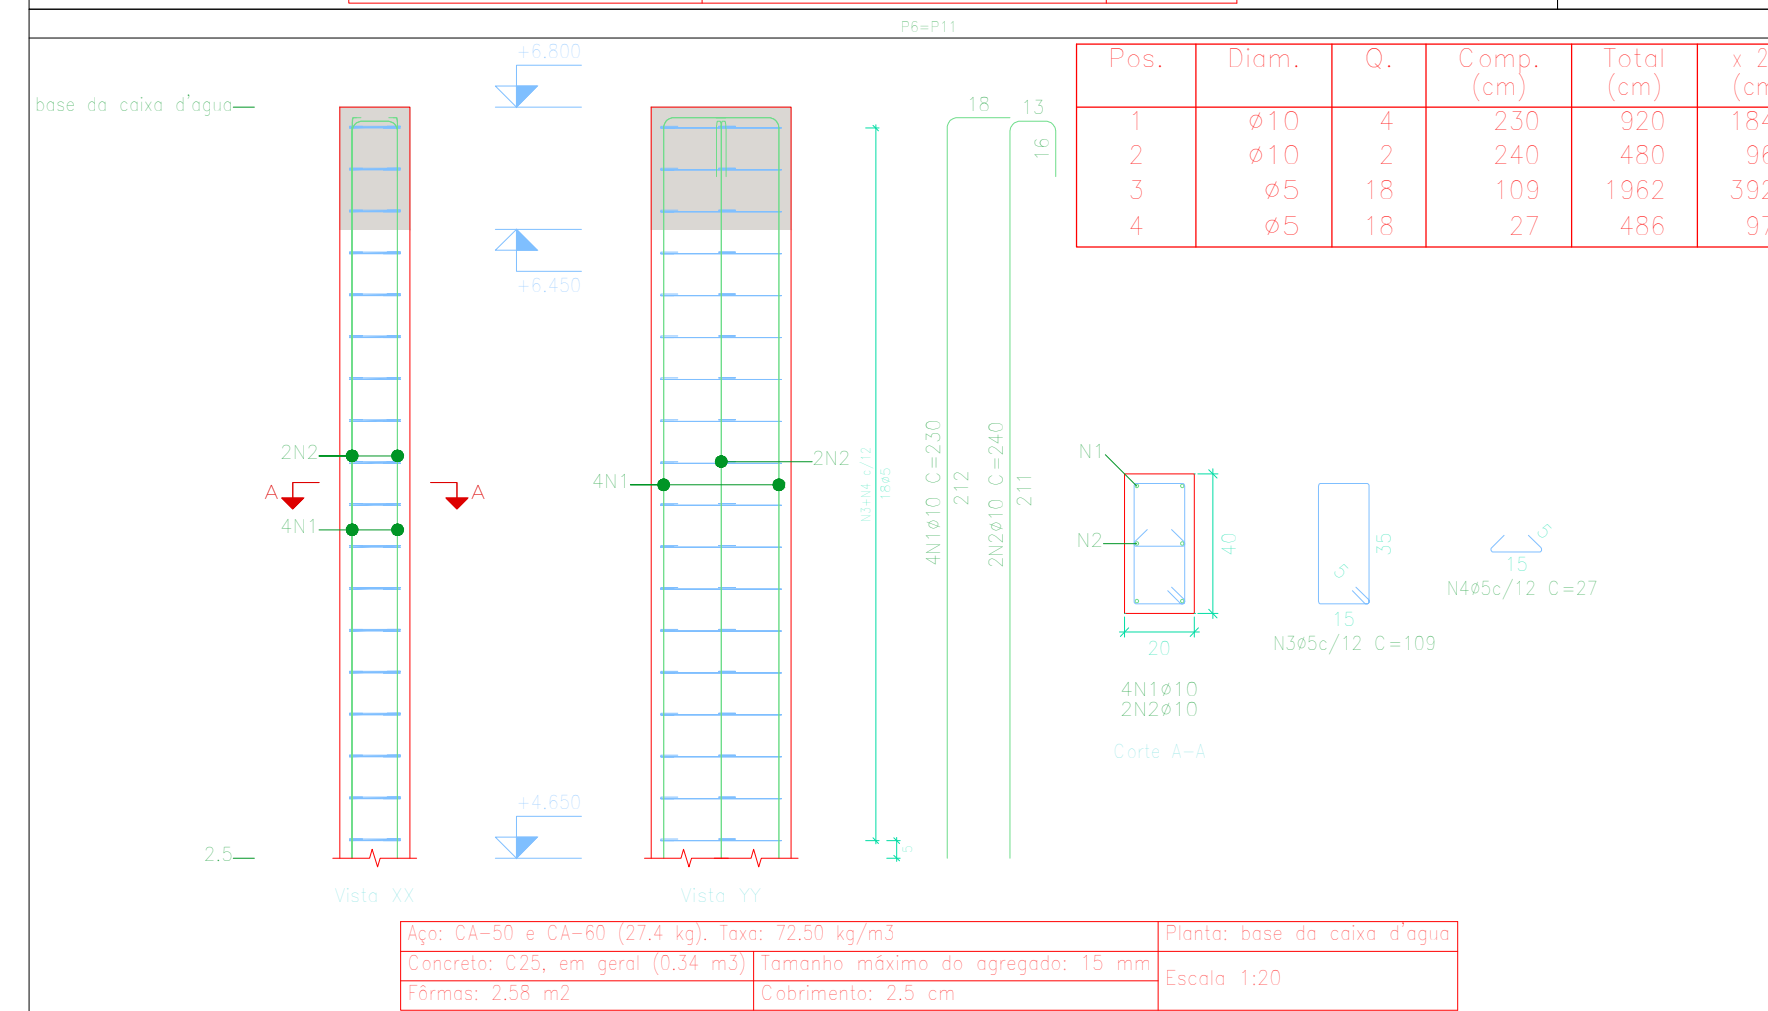 P6=P11
+6.800
base da caixa d'agua
+6.450
Pos. Diam. Q. Comp. (cm) Total (cm)
1 ø10 4 230 920
2 ø10 2 240 480
3 ø5 18 109 1962
4 ø5 18 27 486
18
13
16
2N2
A A
4N1
4N1
2N2
N3+N4 c/12
18ø5
4N1ø10 C=230
212
2N2ø10 C=240
211
N1
N2
40
20
4N1ø10
2N2ø10
Corte A-A
35
5
15
N3ø5c/12 C=109
5
15
N4ø5c/12 C=27
+4.650
2.5
5
Vista XX
Vista YY
Aço: CA-50 e CA-60 (27.4 kg). Taxa: 72.50 kg/m3
Planta: base da caixa d'agua
Concreto: C25, em geral (0.34 m3)
Tamanho máximo do agregado: 15 mm
Escala 1:20
Fôrmas: 2.58 m2
Cobrimento: 2.5 cm